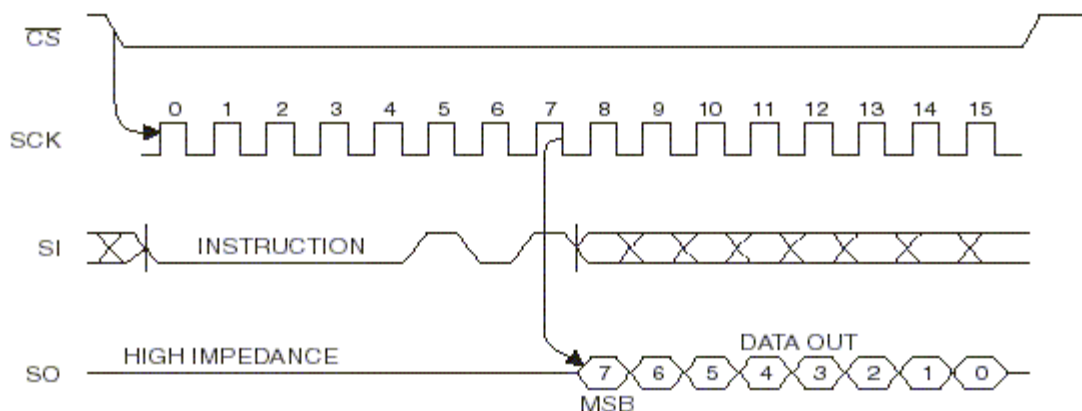 CS
0 1 2 3 4 5 6 7 8 9 10 11 12 13 14 15
SCK
SI INSTRUCTION
HIGH IMPEDANCE DATA OUT
SO 7 6 5 4 3 2 1 0
MSB